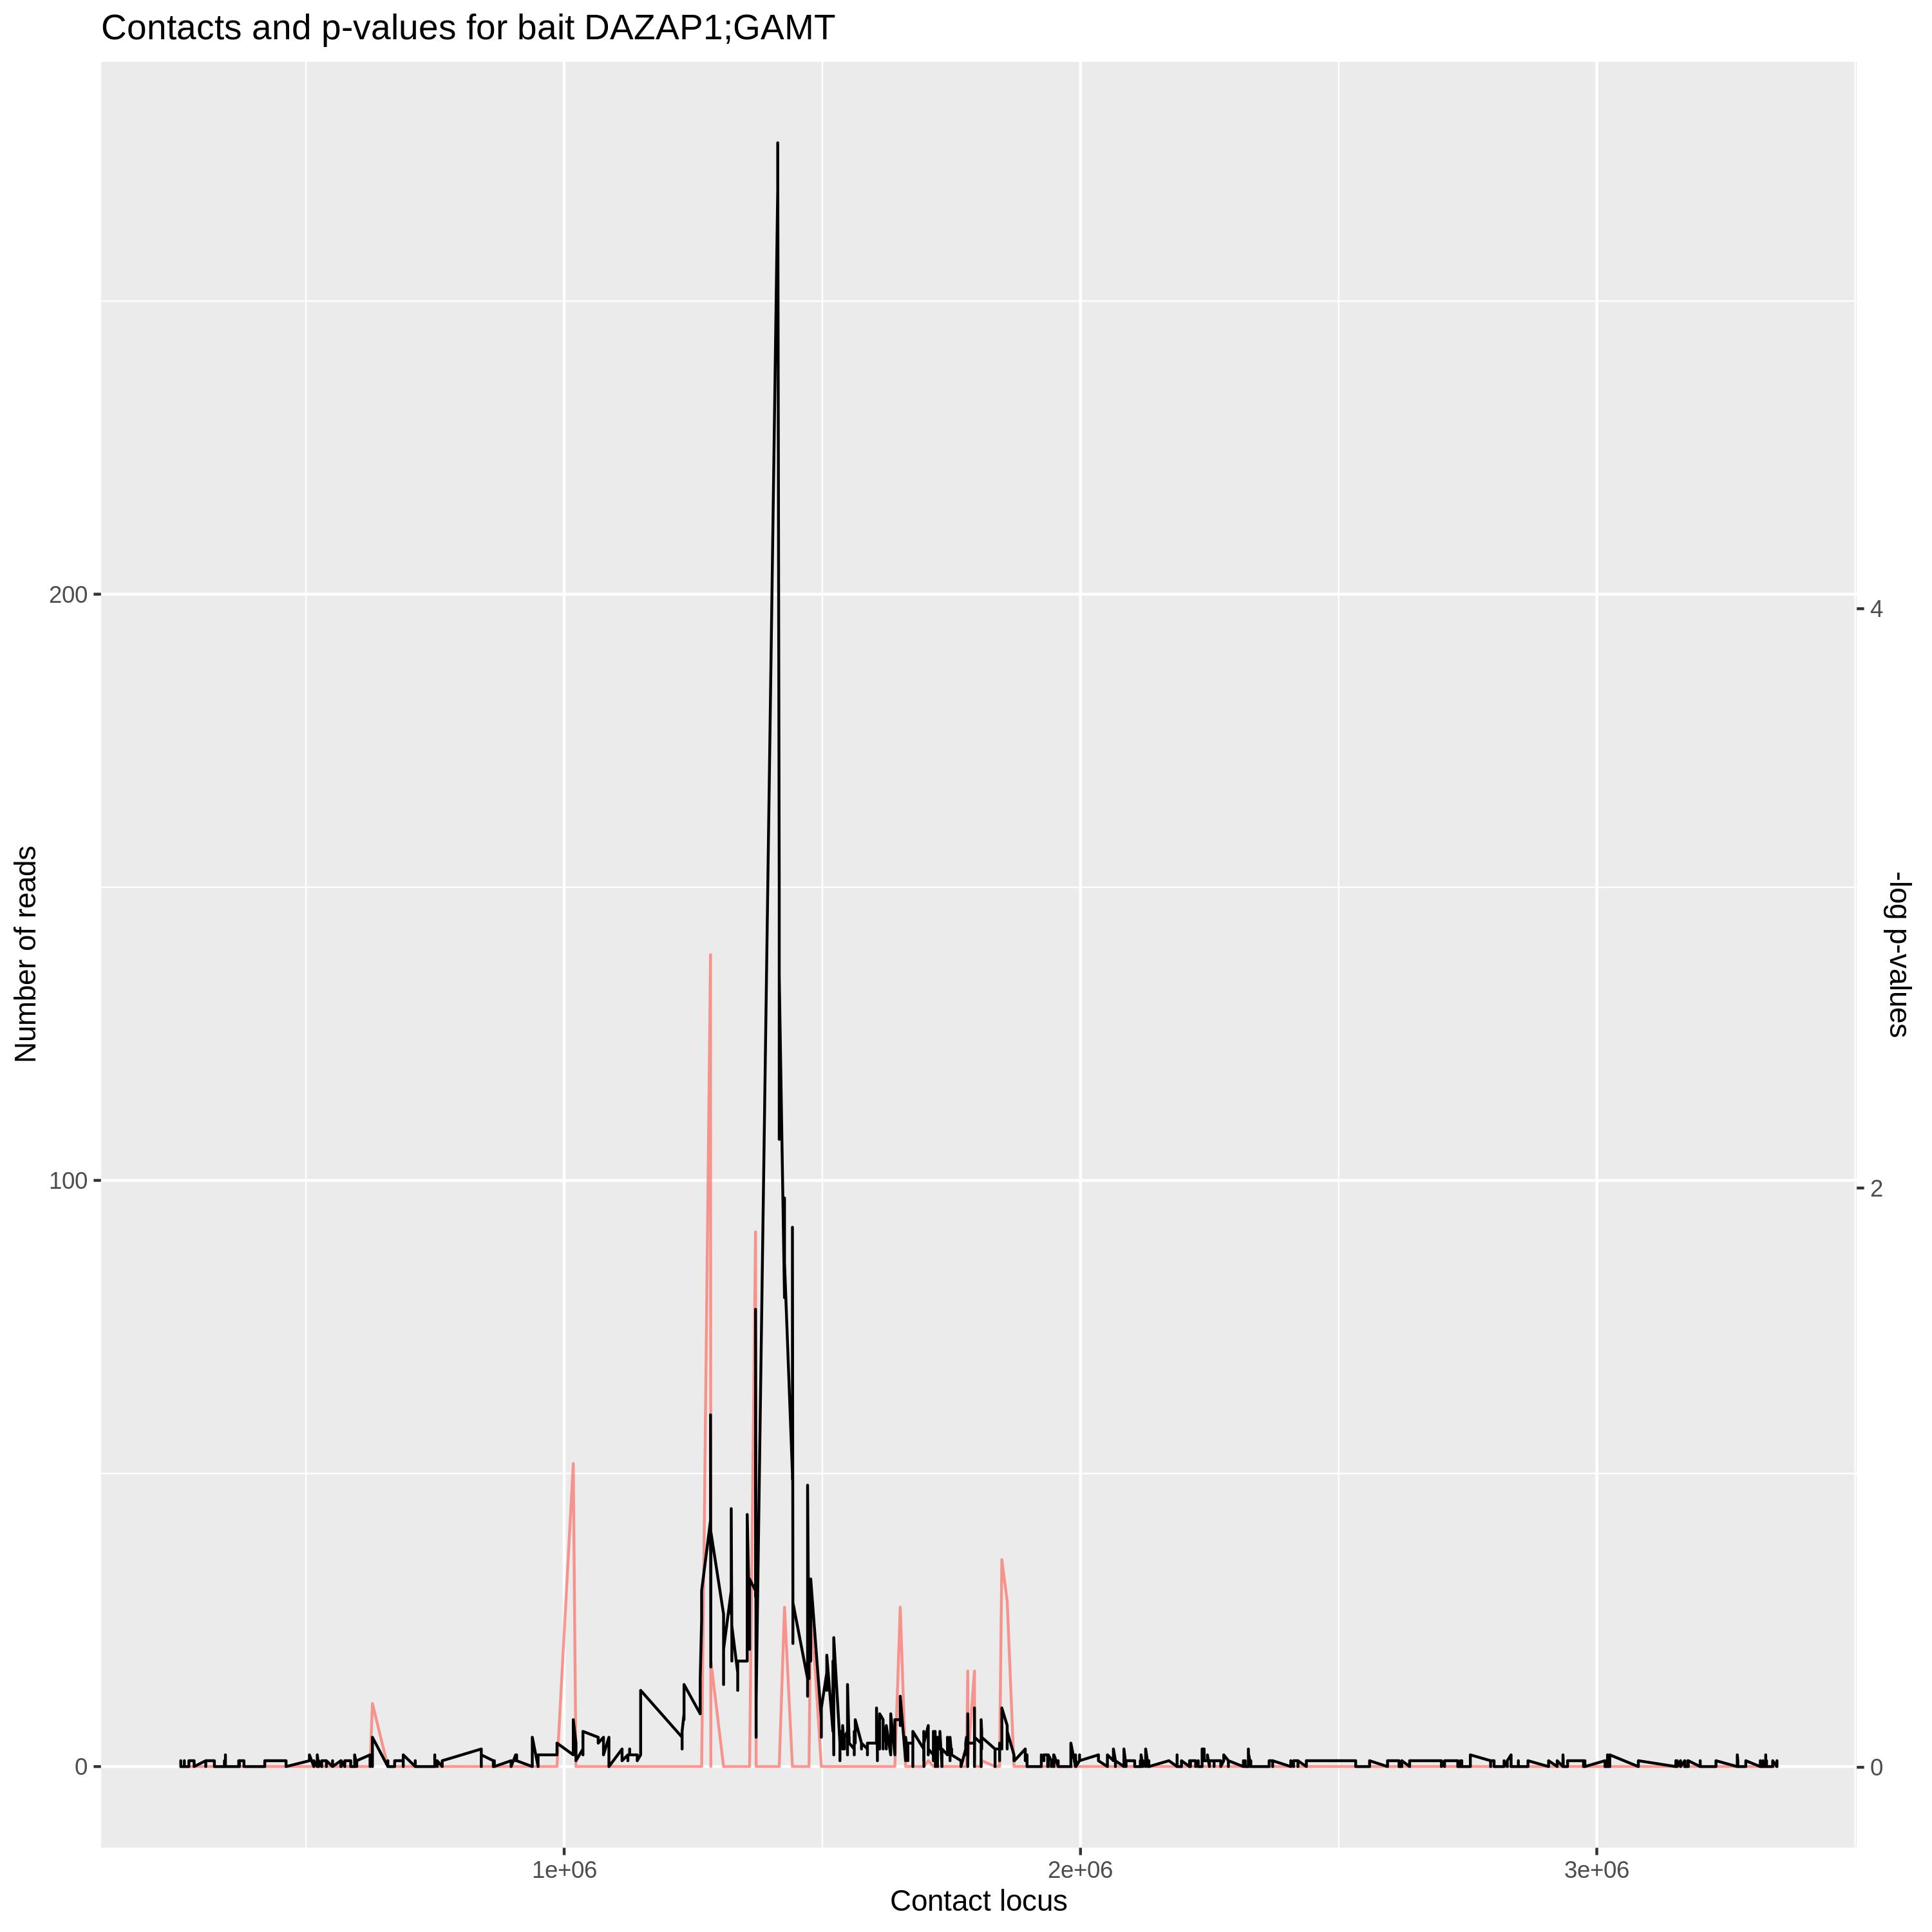 Contacts and p-values for bait DAZAP1;GAMT
Number of reads
200
100
0
4
2
0
-log p-values
1e+06
2e+06
3e+06
Contact locus